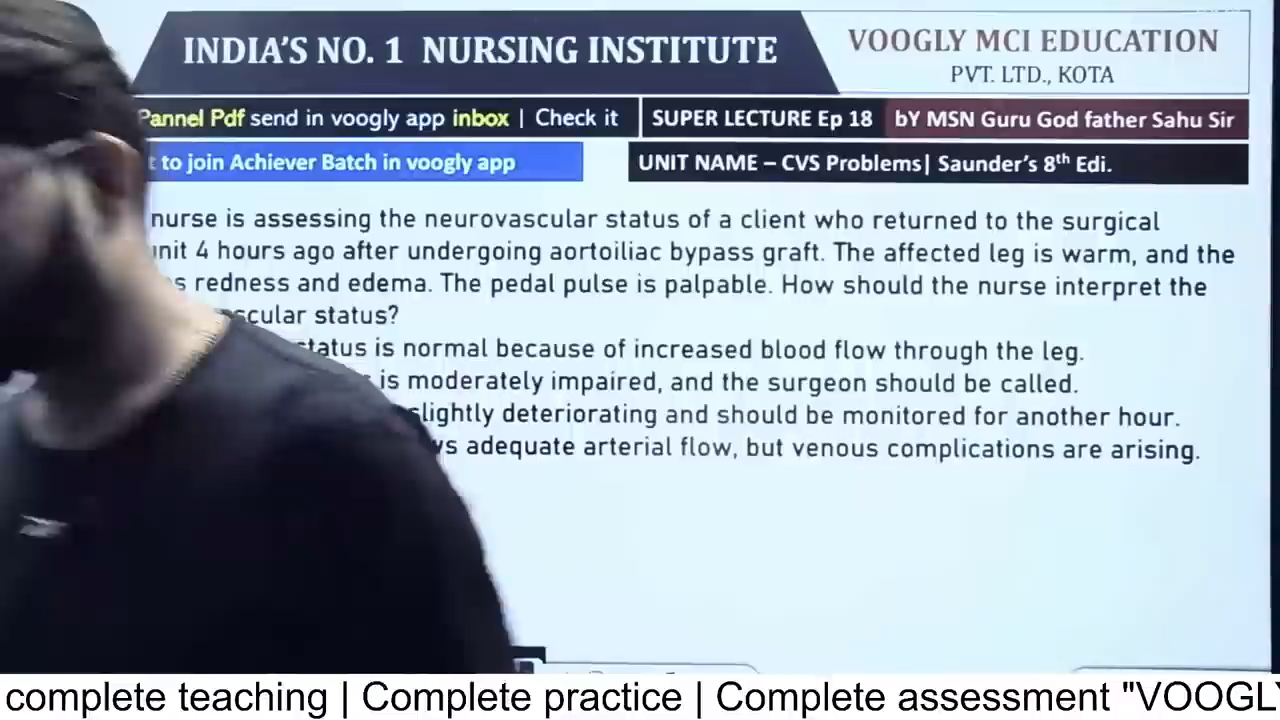 INDIA'S NO. 1 NURSING INSTITUTE
VOOGLY MCI EDUCATION
PVT. LTD., KOTA
Pannel Pdf send in voogly app inbox | Check it
SUPER LECTURE Ep 18
bY MSN Guru God father Sahu Sir
to join Achiever Batch in voogly app
UNIT NAME – CVS Problems| Saunder's 8th Edi.
nurse is assessing the neurovascular status of a client who returned to the surgical
4 hours ago after undergoing aortoiliac bypass graft. The affected leg is warm, and the
redness and edema. The pedal pulse is palpable. How should the nurse interpret the
status?
status is normal because of increased blood flow through the leg.
is moderately impaired, and the surgeon should be called.
slightly deteriorating and should be monitored for another hour.
adequate arterial flow, but venous complications are arising.
complete teaching | Complete practice | Complete assessment "VOOGLY